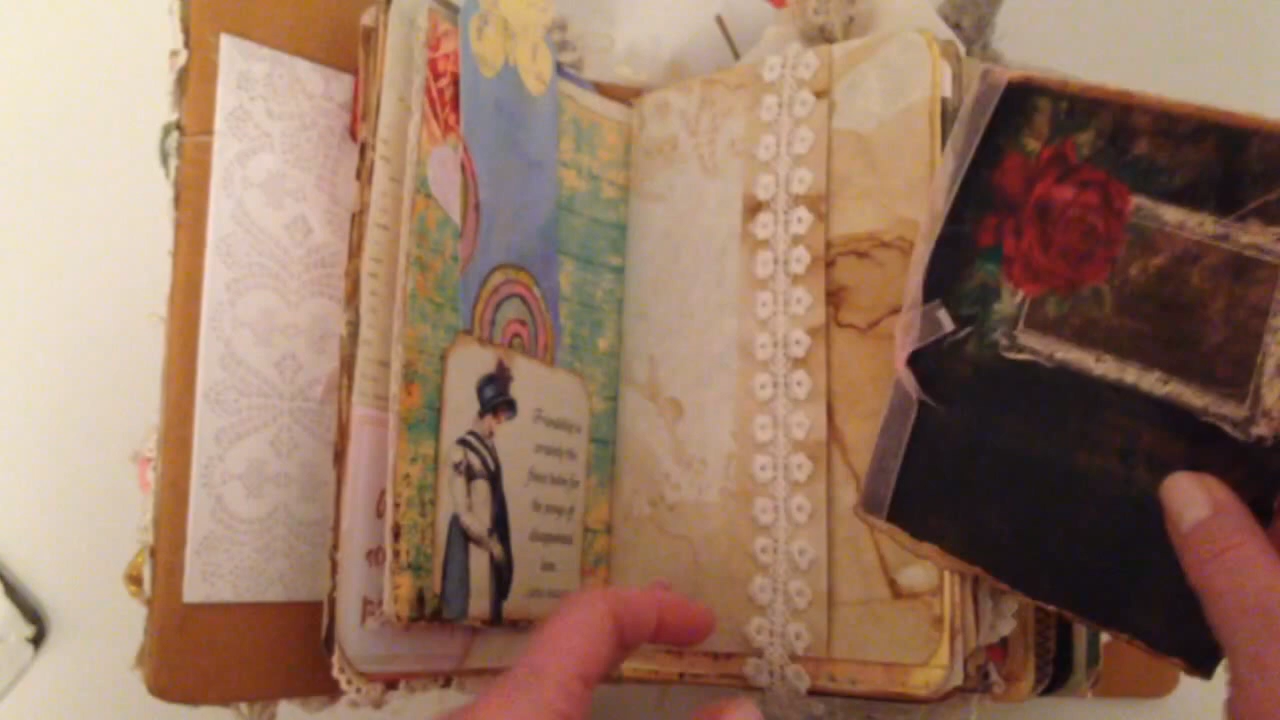 Friendship is
certainly the
finest balm for
the pangs of
disappointed
love.